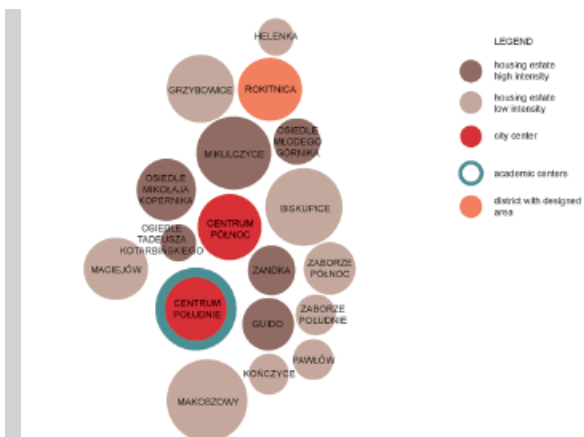 HELENKA
LEGEND
GRZYBOWICE
ROKITNICA
housing estate
high intensity
housing estate
low intensity
city center
academic centers
district with designed
area
OSIEDLE
MŁODEGO
GÓRNIKA
MIKULCZYCE
OSIEDLE
MIKOŁAJA
KOPERNIKA
BISKUPICE
CENTRUM
PÓŁNOC
OSIEDLE
TADEUSZA
KOTARBIŃSKIEGO
MACIEJÓW
ZANDKA
ZABORZE
PÓŁNOC
CENTRUM
POŁUDNIE
GUIDO
ZABORZE
POŁUDNIE
PAWŁÓW
KOŃCZYCE
MAKOSZOWY